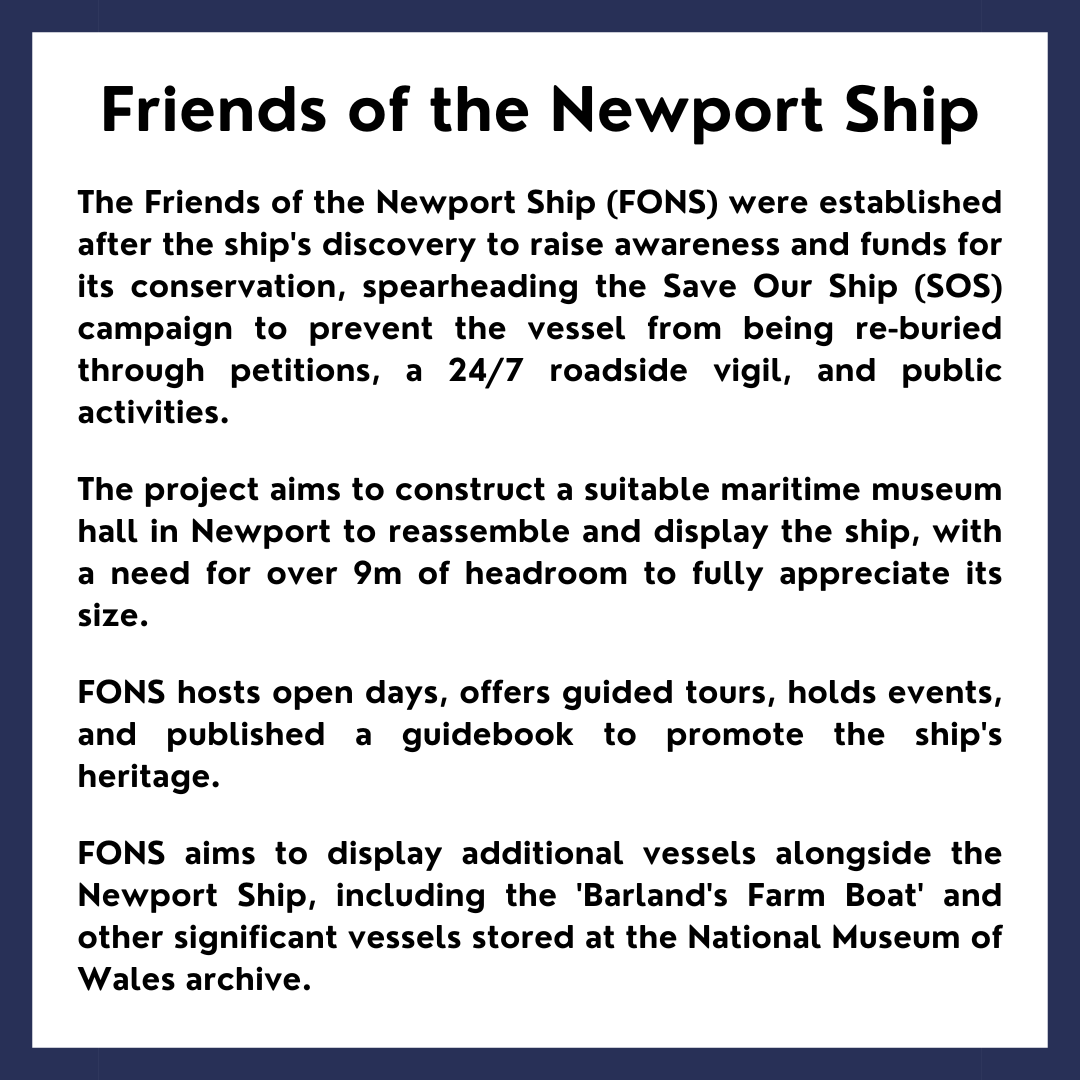 Friends of the Newport Ship
The Friends of the Newport Ship (FONS) were established
after the ship's discovery to raise awareness and funds for
its conservation, spearheading the Save Our Ship (SOS)
campaign to prevent the vessel from being re-buried
through petitions, a 24/7 roadside vigil, and public
activities.
The project aims to construct a suitable maritime museum
hall in Newport to reassemble and display the ship, with
a need for over 9m of headroom to fully appreciate its
size.
FONS hosts open days, offers guided tours, holds events,
and published a guidebook to promote the ship's
heritage.
FONS aims to display additional vessels alongside the
Newport Ship, including the 'Barland's Farm Boat' and
other significant vessels stored at the National Museum of
Wales archive.